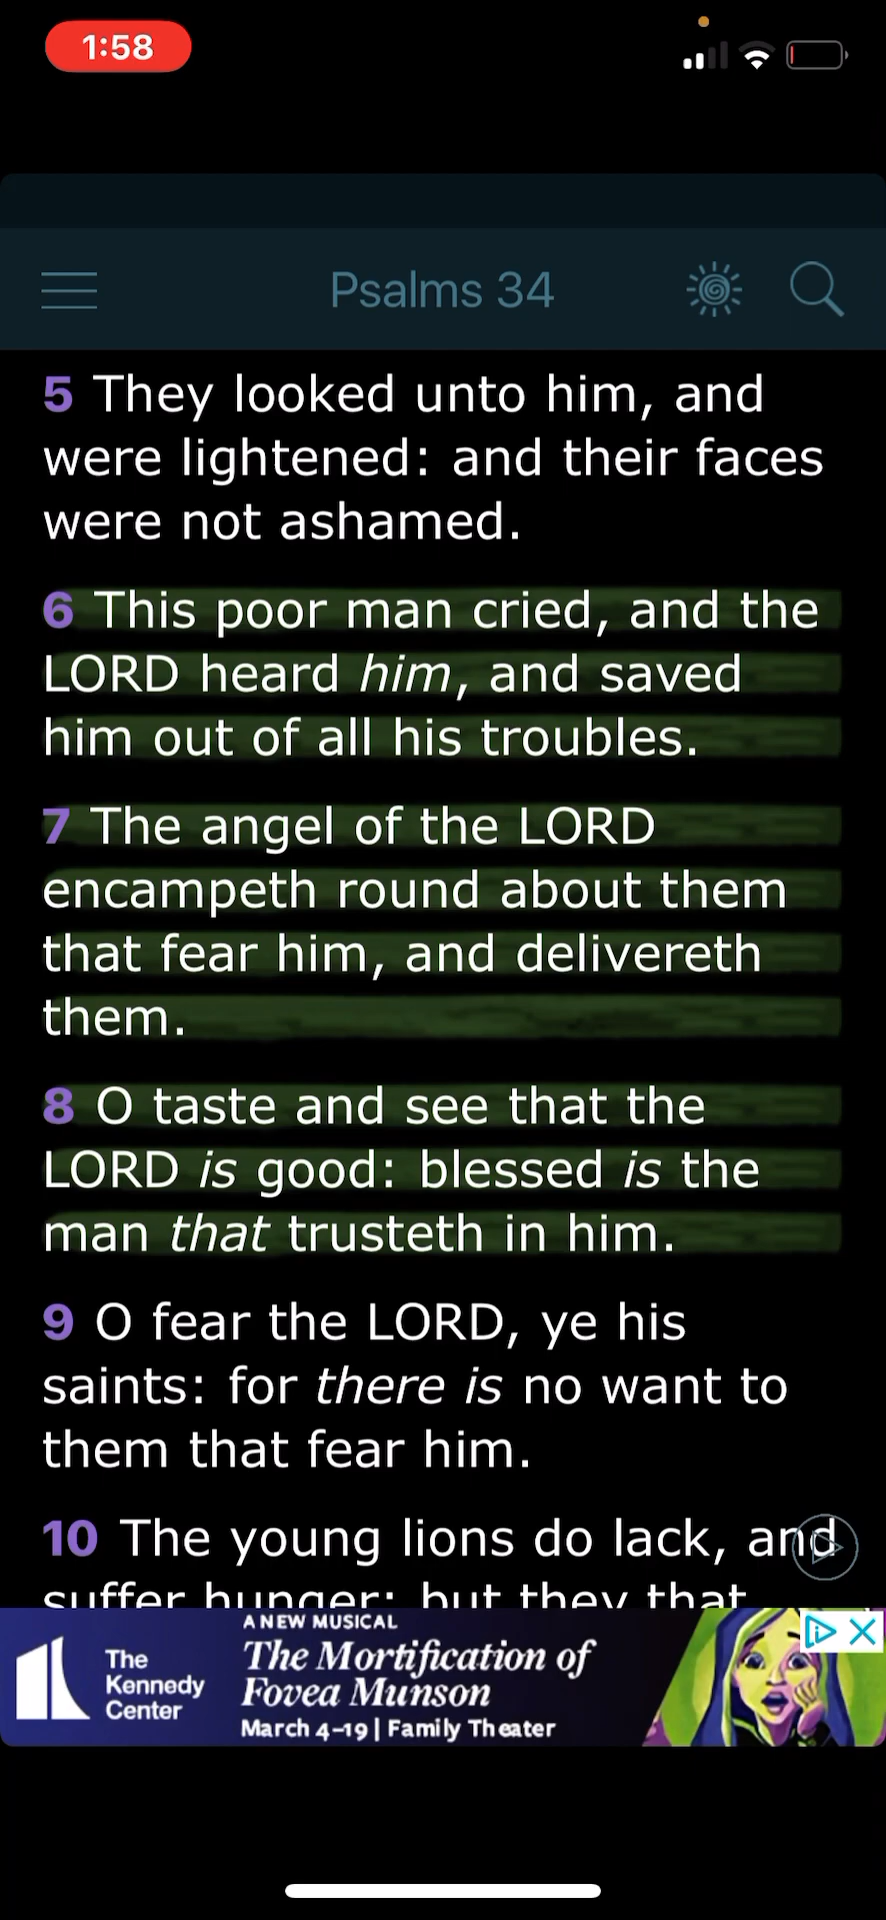 1:58
Psalms 34
5 They looked unto him, and
were lightened: and their faces
were not ashamed.
6 This poor man cried, and the
LORD heard him, and saved
him out of all his troubles.
7 The angel of the LORD
encampeth round about them
that fear him, and delivereth
them.
8 O taste and see that the
LORD is good: blessed is the
man that trusteth in him.
9 O fear the LORD, ye his
saints: for there is no want to
them that fear him.
10 The young lions do lack, and
suffer hunger: but they that
The
Kennedy
Center
A NEW MUSICAL
The Mortification of
Fovea Munson
March 4-19 | Family Theater